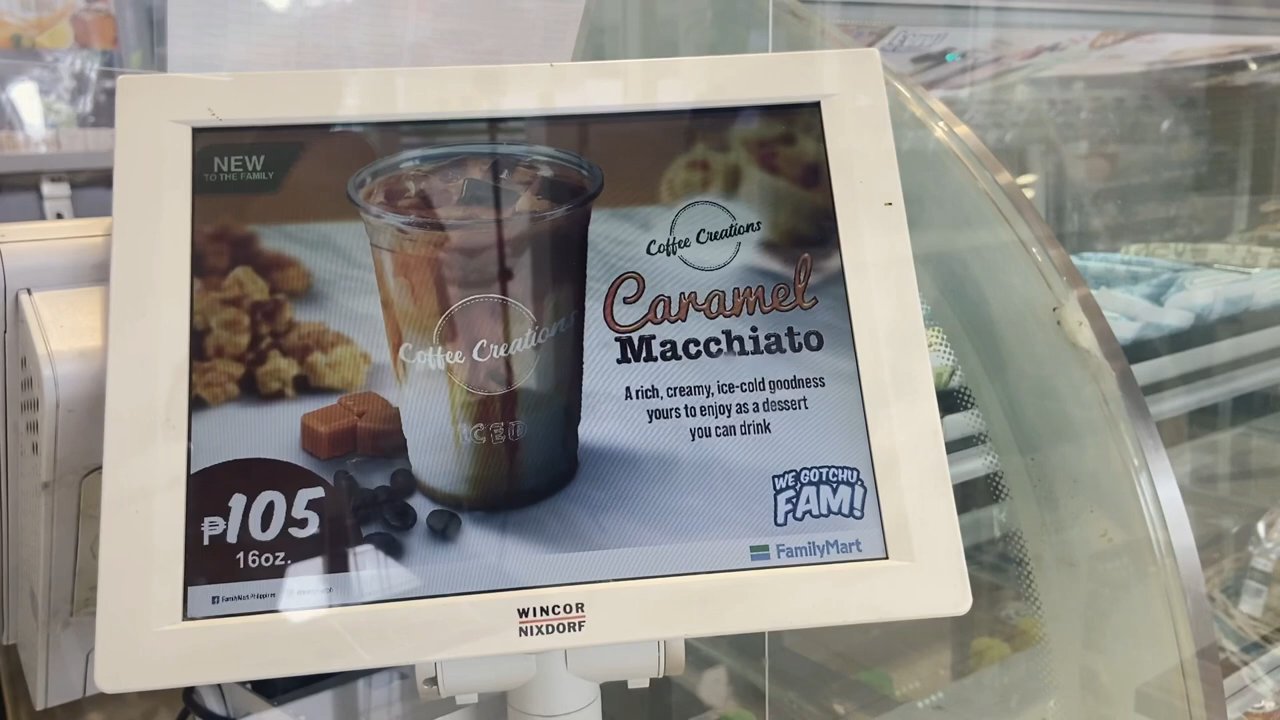 NEW
TO THE FAMILY
Coffee Creations
Caramel
Macchiato
A rich, creamy, ice-cold goodness
yours to enjoy as a dessert
you can drink
Coffee Creations
ICED
₱105
16oz.
WE GOTCHU,
FAM!
FamilyMart
WINCOR
NIXDORF